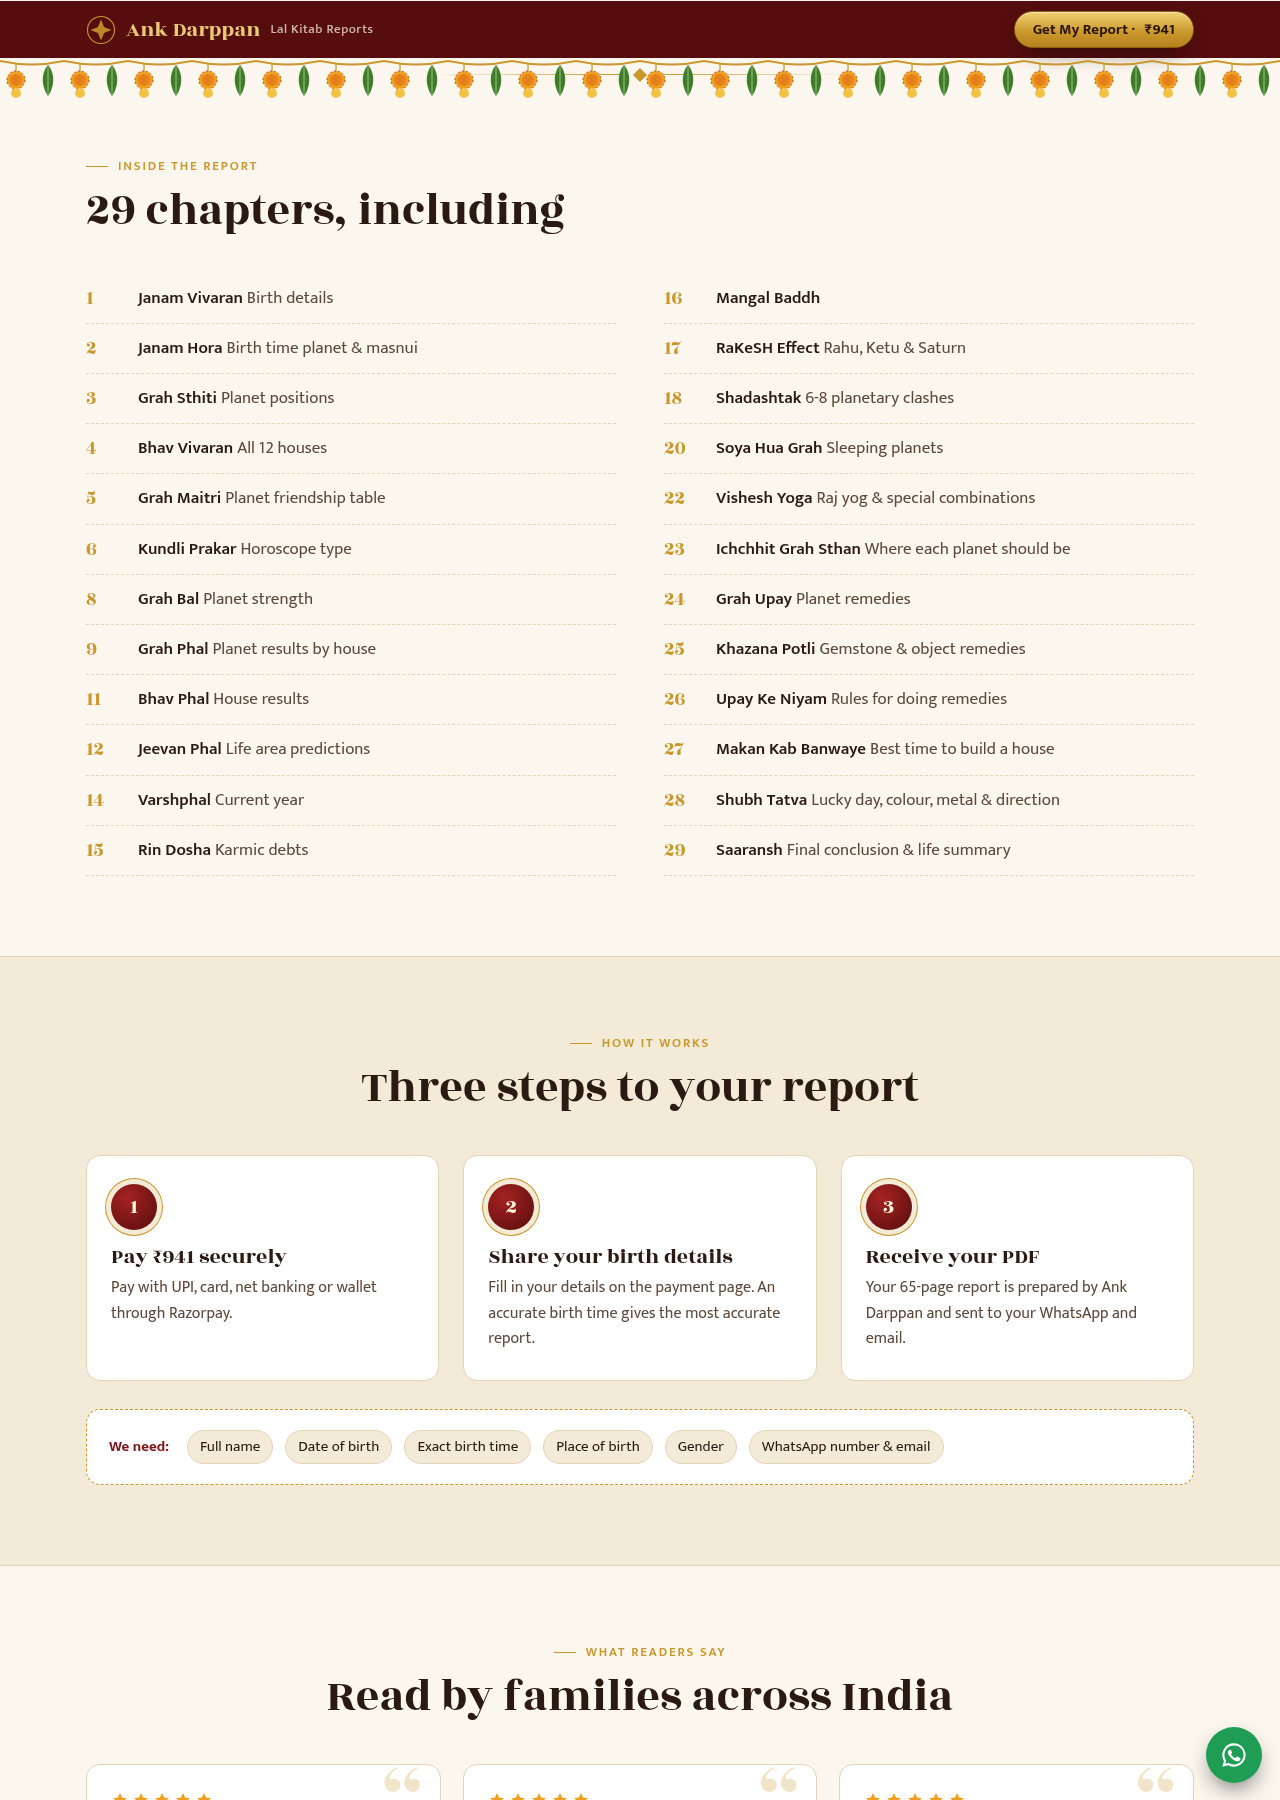 Ank Darppan Lal Kitab Reports
Get My Report · ₹941
INSIDE THE REPORT
29 chapters, including
1 Janam Vivaran Birth details
2 Janam Hora Birth time planet & masnui
3 Grah Sthiti Planet positions
4 Bhav Vivaran All 12 houses
5 Grah Maitri Planet friendship table
6 Kundli Prakar Horoscope type
8 Grah Bal Planet strength
9 Grah Phal Planet results by house
11 Bhav Phal House results
12 Jeevan Phal Life area predictions
14 Varshphal Current year
15 Rin Dosha Karmic debts
16 Mangal Baddh
17 RaKeSH Effect Rahu, Ketu & Saturn
18 Shadashtak 6-8 planetary clashes
20 Soya Hua Grah Sleeping planets
22 Vishesh Yoga Raj yog & special combinations
23 Ichchhit Grah Sthan Where each planet should be
24 Grah Upay Planet remedies
25 Khazana Potli Gemstone & object remedies
26 Upay Ke Niyam Rules for doing remedies
27 Makan Kab Banwaye Best time to build a house
28 Shubh Tatva Lucky day, colour, metal & direction
29 Saaransh Final conclusion & life summary
HOW IT WORKS
Three steps to your report
1
Pay ₹941 securely
Pay with UPI, card, net banking or wallet
through Razorpay.
2
Share your birth details
Fill in your details on the payment page. An
accurate birth time gives the most accurate
report.
3
Receive your PDF
Your 65-page report is prepared by Ank
Darppan and sent to your WhatsApp and
email.
We need: Full name Date of birth Exact birth time Place of birth Gender WhatsApp number & email
WHAT READERS SAY
Read by families across India